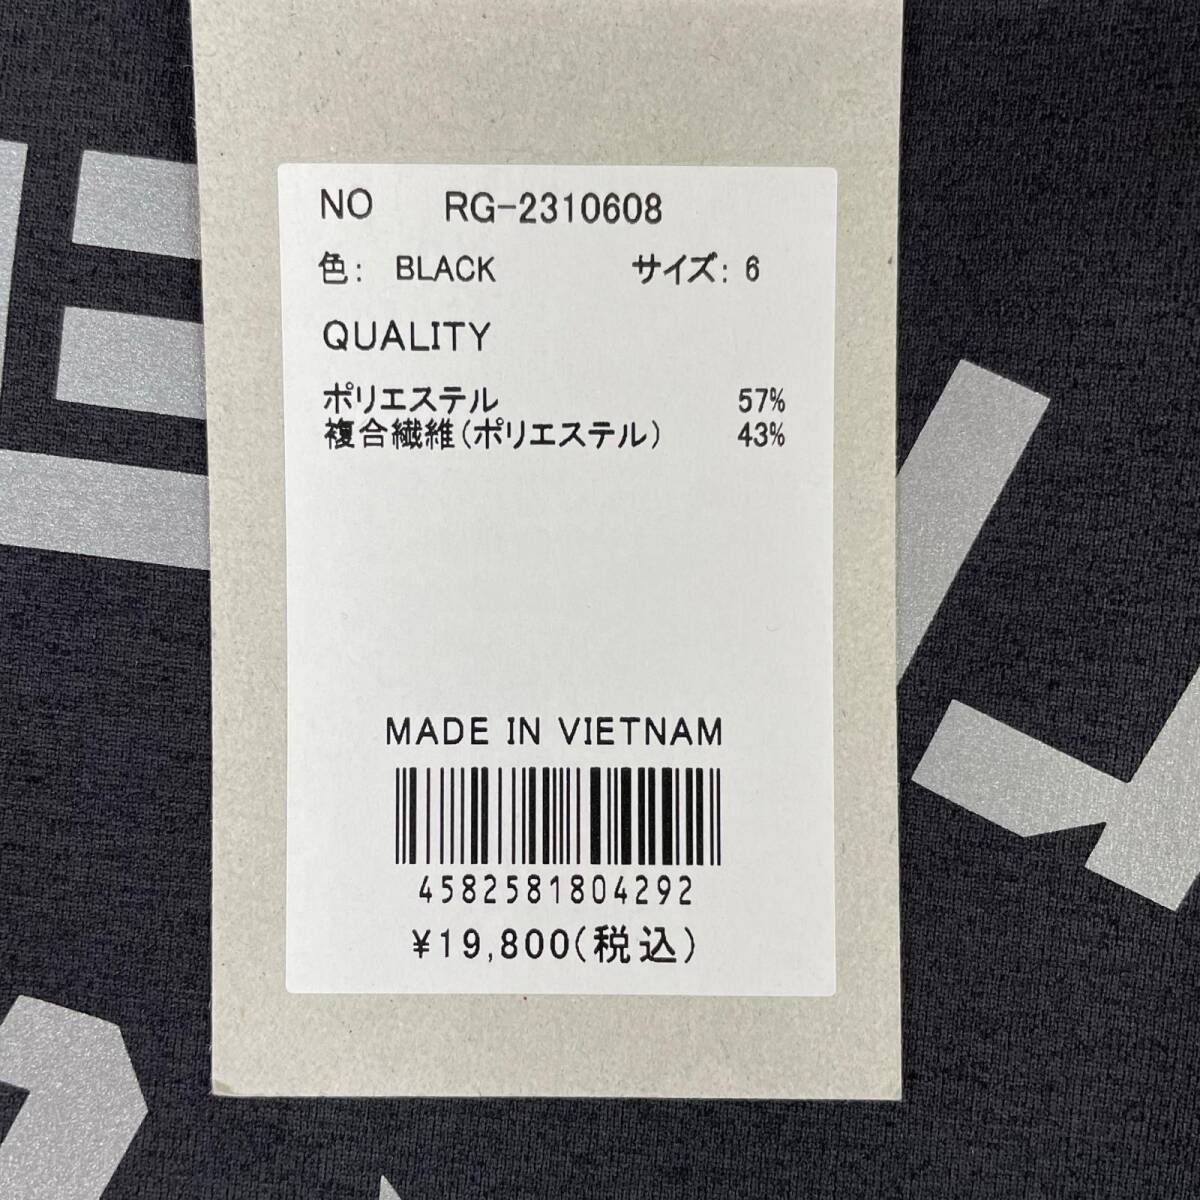 NO RG-2310608
色: BLACK サイズ: 6
QUALITY
ポリエステル 57%
複合繊維(ポリエステル) 43%
MADE IN VIETNAM
4582581804292
¥19,800(税込)